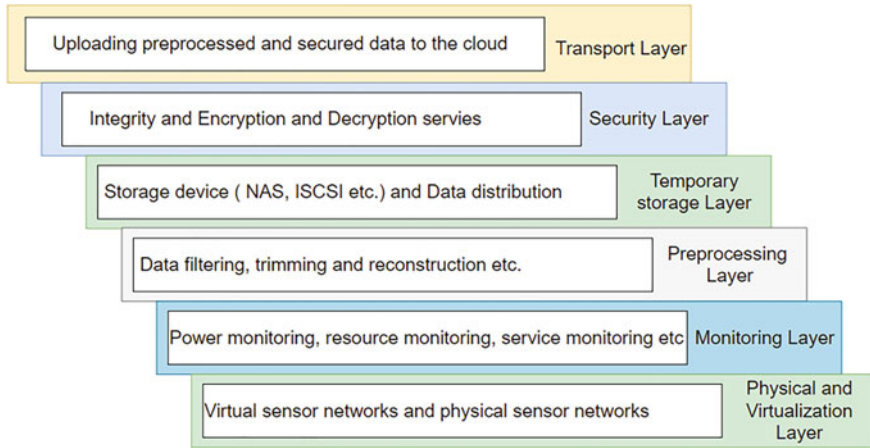 Uploading preprocessed and secured data to the cloud
Transport Layer
Integrity and Encryption and Decryption servies
Security Layer
Storage device ( NAS, ISCSI etc.) and Data distribution
Temporary
storage Layer
Data filtering, trimming and reconstruction etc.
Preprocessing
Layer
Power monitoring, resource monitoring, service monitoring etc
Monitoring Layer
Virtual sensor networks and physical sensor networks
Physical and
Virtualization
Layer